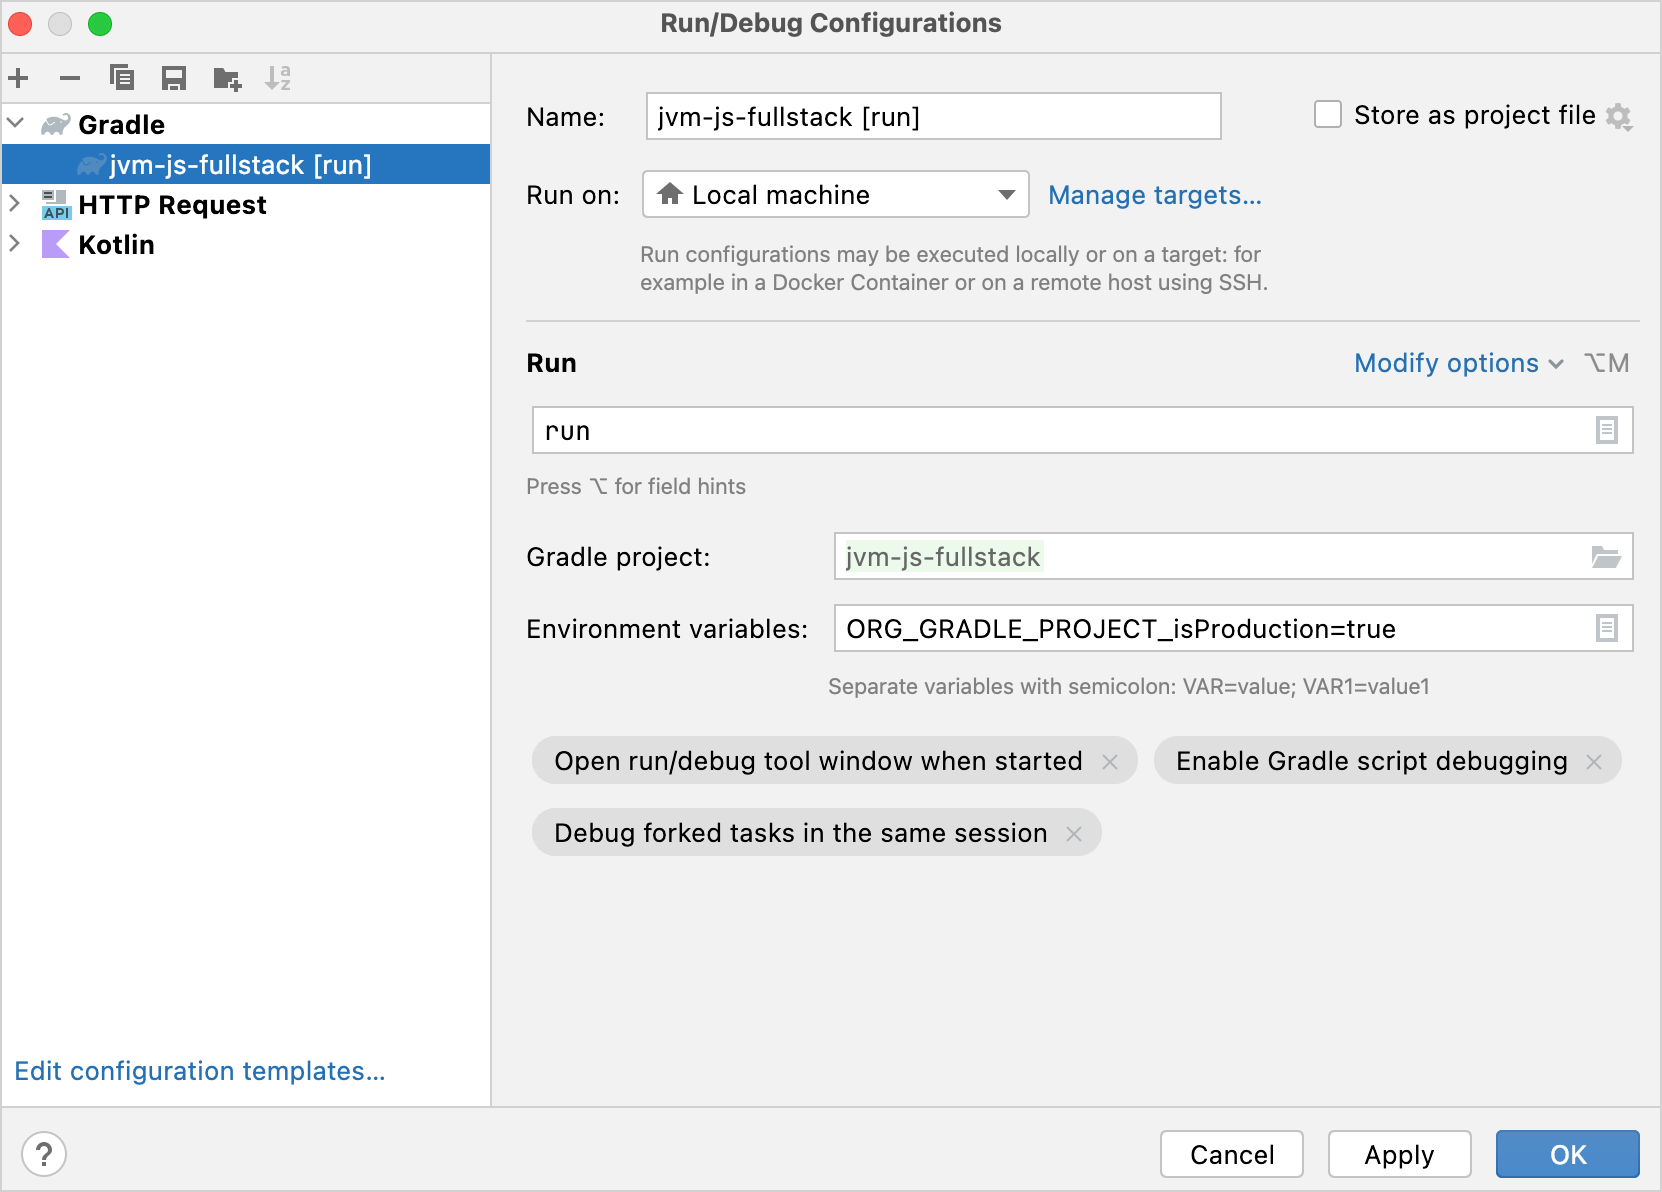 Run/Debug Configurations
Gradle
jvm-js-fullstack [run]
API HTTP Request
Kotlin
Edit configuration templates...
Name: jvm-js-fullstack [run]
Store as project file
Run on: Local machine
Manage targets...
Run configurations may be executed locally or on a target: for
example in a Docker Container or on a remote host using SSH.
Run
Modify options ⌥M
run
Press ⌥ for field hints
Gradle project: jvm-js-fullstack
Environment variables: ORG_GRADLE_PROJECT_isProduction=true
Separate variables with semicolon: VAR=value; VAR1=value1
Open run/debug tool window when started
Enable Gradle script debugging
Debug forked tasks in the same session
?
Cancel
Apply
OK